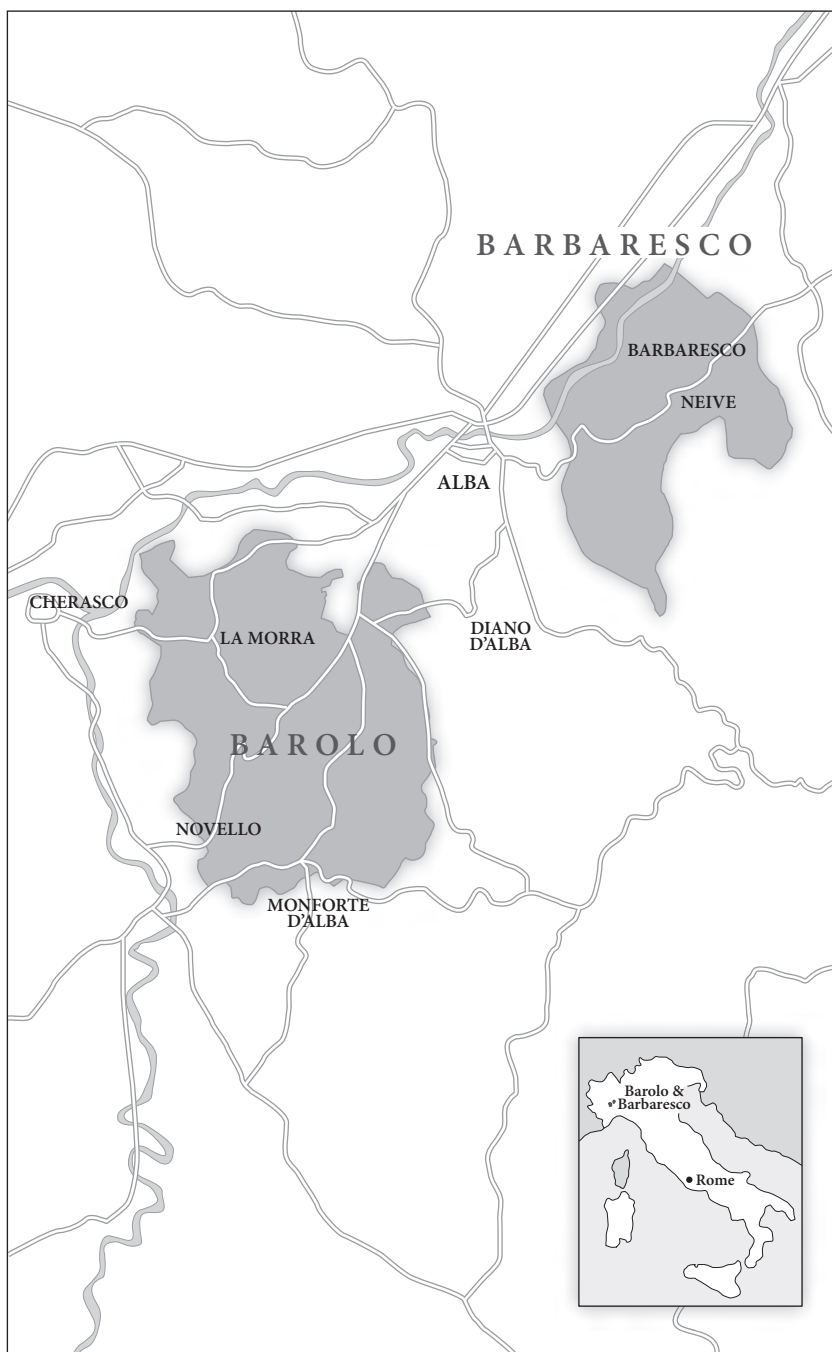 BARBARESCO
BARBARESCO
NEIVE
ALBA
CHERASCO
LA MORRA
DIANO
D'ALBA
BAROLO
NOVELLO
MONFORTE
D'ALBA
Barolo &
Barbaresco
Rome